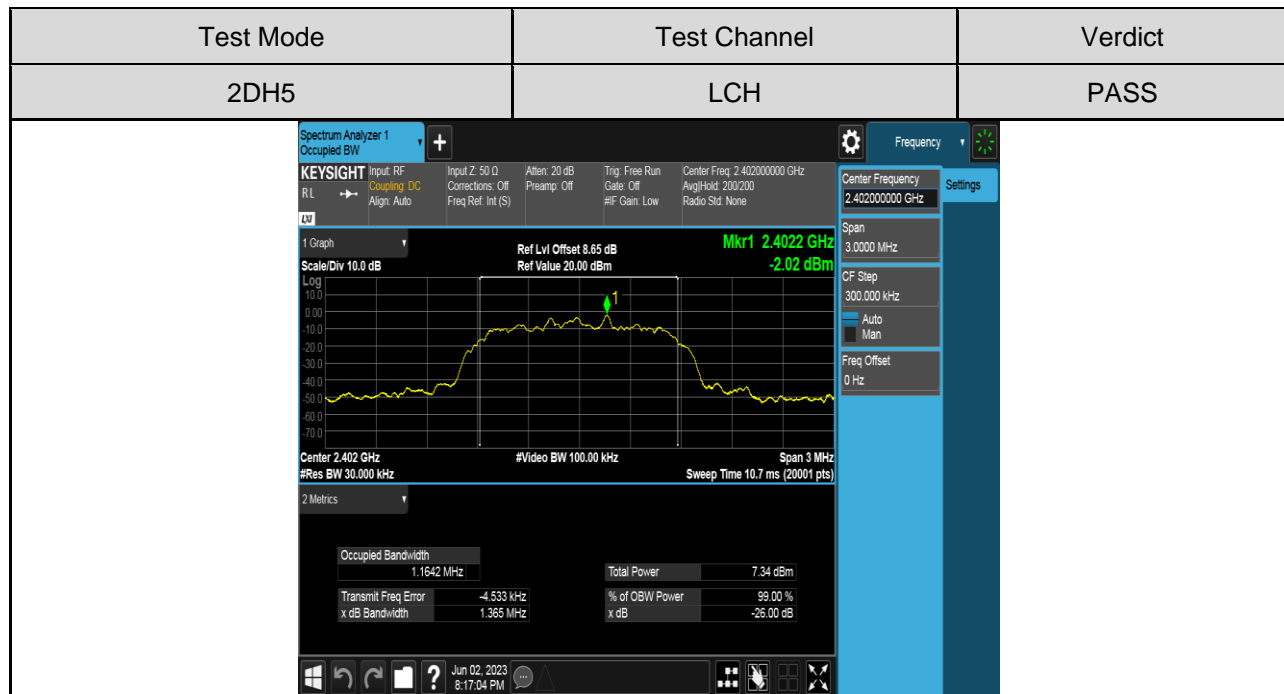 Test Mode Test Channel Verdict
2DH5 LCH PASS
Spectrum Analyzer 1
Occupied BW
+
Frequency
KEYSIGHT Input: RF Input Z: 50 Ω Atten: 20 dB Trig: Free Run Center Freq: 2.402000000 GHz
RL Coupling: DC Corrections: Off Preamp: Off Gate: Off Avg|Hold: 200/200
Align: Auto Freq Ref: Int (S) #IF Gain: Low Radio Std: None
LXI
Center Frequency
2.402000000 GHz
Settings
Span
3.0000 MHz
CF Step
300.000 kHz
Auto
Man
Freq Offset
0 Hz
1 Graph Ref Lvl Offset 8.65 dB Mkr1 2.4022 GHz
Scale/Div 10.0 dB Ref Value 20.00 dBm -2.02 dBm
Log
10.0
1
0.00
-10.0
-20.0
-30.0
-40.0
-50.0
-60.0
-70.0
Center 2.402 GHz #Video BW 100.00 kHz Span 3 MHz
#Res BW 30.000 kHz Sweep Time 10.7 ms (20001 pts)
2 Metrics
Occupied Bandwidth
1.1642 MHz Total Power 7.34 dBm
Transmit Freq Error -4.533 kHz % of OBW Power 99.00 %
x dB Bandwidth 1.365 MHz x dB -26.00 dB
? Jun 02, 2023
8:17:04 PM